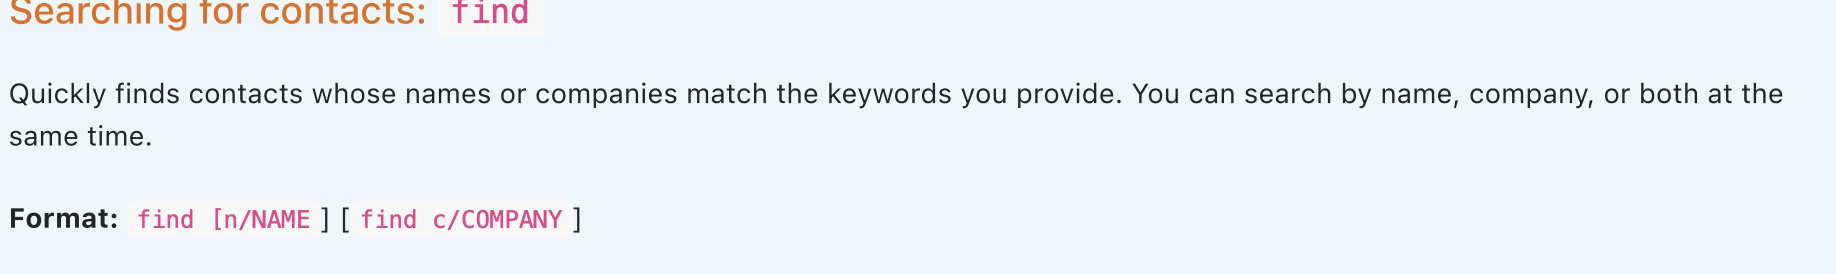 Searching for contacts: find
Quickly finds contacts whose names or companies match the keywords you provide. You can search by name, company, or both at the
same time.
Format: find [n/NAME ] [ find c/COMPANY ]